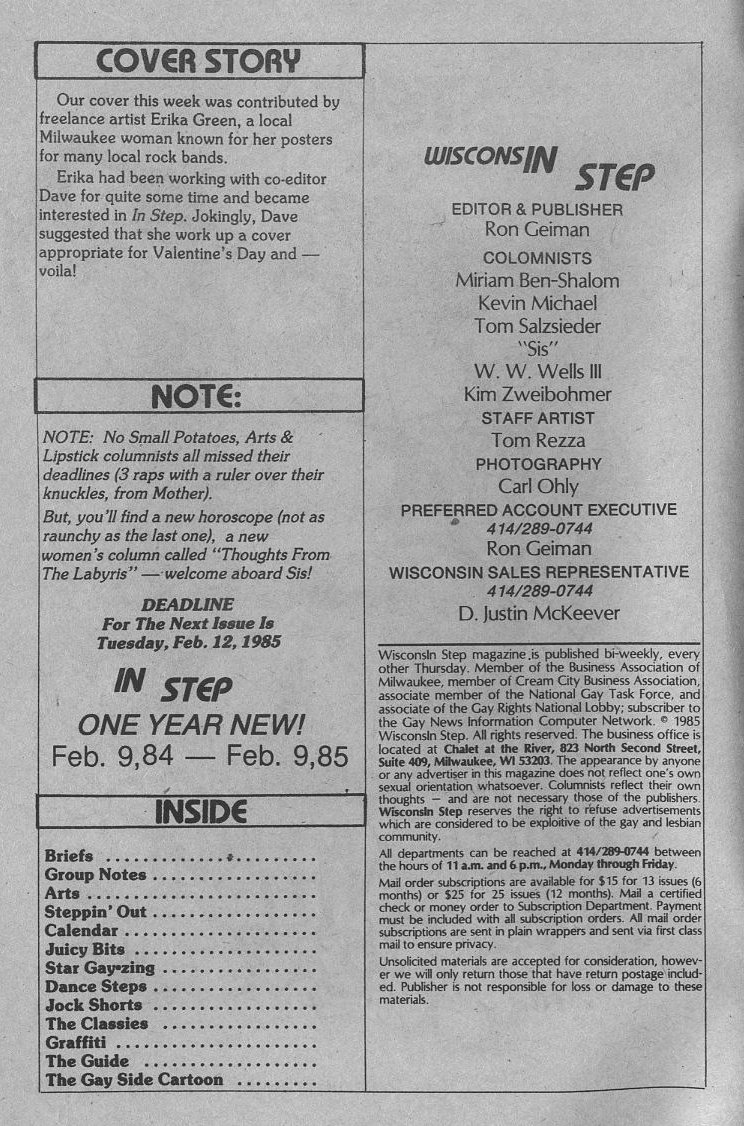 COVER STORY
Our cover this week was contributed by
freelance artist Erika Green, a local
Milwaukee woman known for her posters
for many local rock bands.
Erika had been working with co-editor
Dave for quite some time and became
interested in In Step. Jokingly, Dave
suggested that she work up a cover
appropriate for Valentine's Day and —
voila!
NOTE:
NOTE: No Small Potatoes, Arts &
Lipstick columnists all missed their
deadlines (3 raps with a ruler over their
knuckles, from Mother).
But, you'll find a new horoscope (not as
raunchy as the last one), a new
women's column called "Thoughts From
The Labyris" — welcome aboard Sis!
DEADLINE
For The Next Issue Is
Tuesday, Feb. 12, 1985
IN STEP
ONE YEAR NEW!
Feb. 9,84 — Feb. 9,85
INSIDE
Briefs ......................
Group Notes .................
Arts ........................
Steppin' Out .................
Calendar ....................
Juicy Bits ...................
Star Gay-zing ................
Dance Steps .................
Jock Shorts ..................
The Classies ................
Graffiti .....................
The Guide ..................
The Gay Side Cartoon .........
WISCONSIN
STEP
EDITOR & PUBLISHER
Ron Geiman
COLOMNISTS
Miriam Ben-Shalom
Kevin Michael
Tom Salzsieder
"Sis"
W. W. Wells III
Kim Zweibohmer
STAFF ARTIST
Tom Rezza
PHOTOGRAPHY
Carl Ohly
PREFERRED ACCOUNT EXECUTIVE
414/289-0744
Ron Geiman
WISCONSIN SALES REPRESENTATIVE
414/289-0744
D. Justin McKeever
WisconsIn Step magazine is published bi-weekly, every
other Thursday. Member of the Business Association of
Milwaukee, member of Cream City Business Association,
associate member of the National Gay Task Force, and
associate of the Gay Rights National Lobby; subscriber to
the Gay News Information Computer Network. © 1985
WisconsIn Step. All rights reserved. The business office is
located at Chalet at the River, 823 North Second Street,
Suite 409, Milwaukee, WI 53203. The appearance by anyone
or any advertiser in this magazine does not reflect one's own
sexual orientation whatsoever. Columnists reflect their own
thoughts — and are not necessary those of the publishers.
WisconsIn Step reserves the right to refuse advertisements
which are considered to be exploitive of the gay and lesbian
community.
All departments can be reached at 414/289-0744 between
the hours of 11 a.m. and 6 p.m., Monday through Friday.
Mail order subscriptions are available for $15 for 13 issues (6
months) or $25 for 25 issues (12 months). Mail a certified
check or money order to Subscription Department. Payment
must be included with all subscription orders. All mail order
subscriptions are sent in plain wrappers and sent via first class
mail to ensure privacy.
Unsolicited materials are accepted for consideration, howev-
er we will only return those that have return postage includ-
ed. Publisher is not responsible for loss or damage to these
materials.